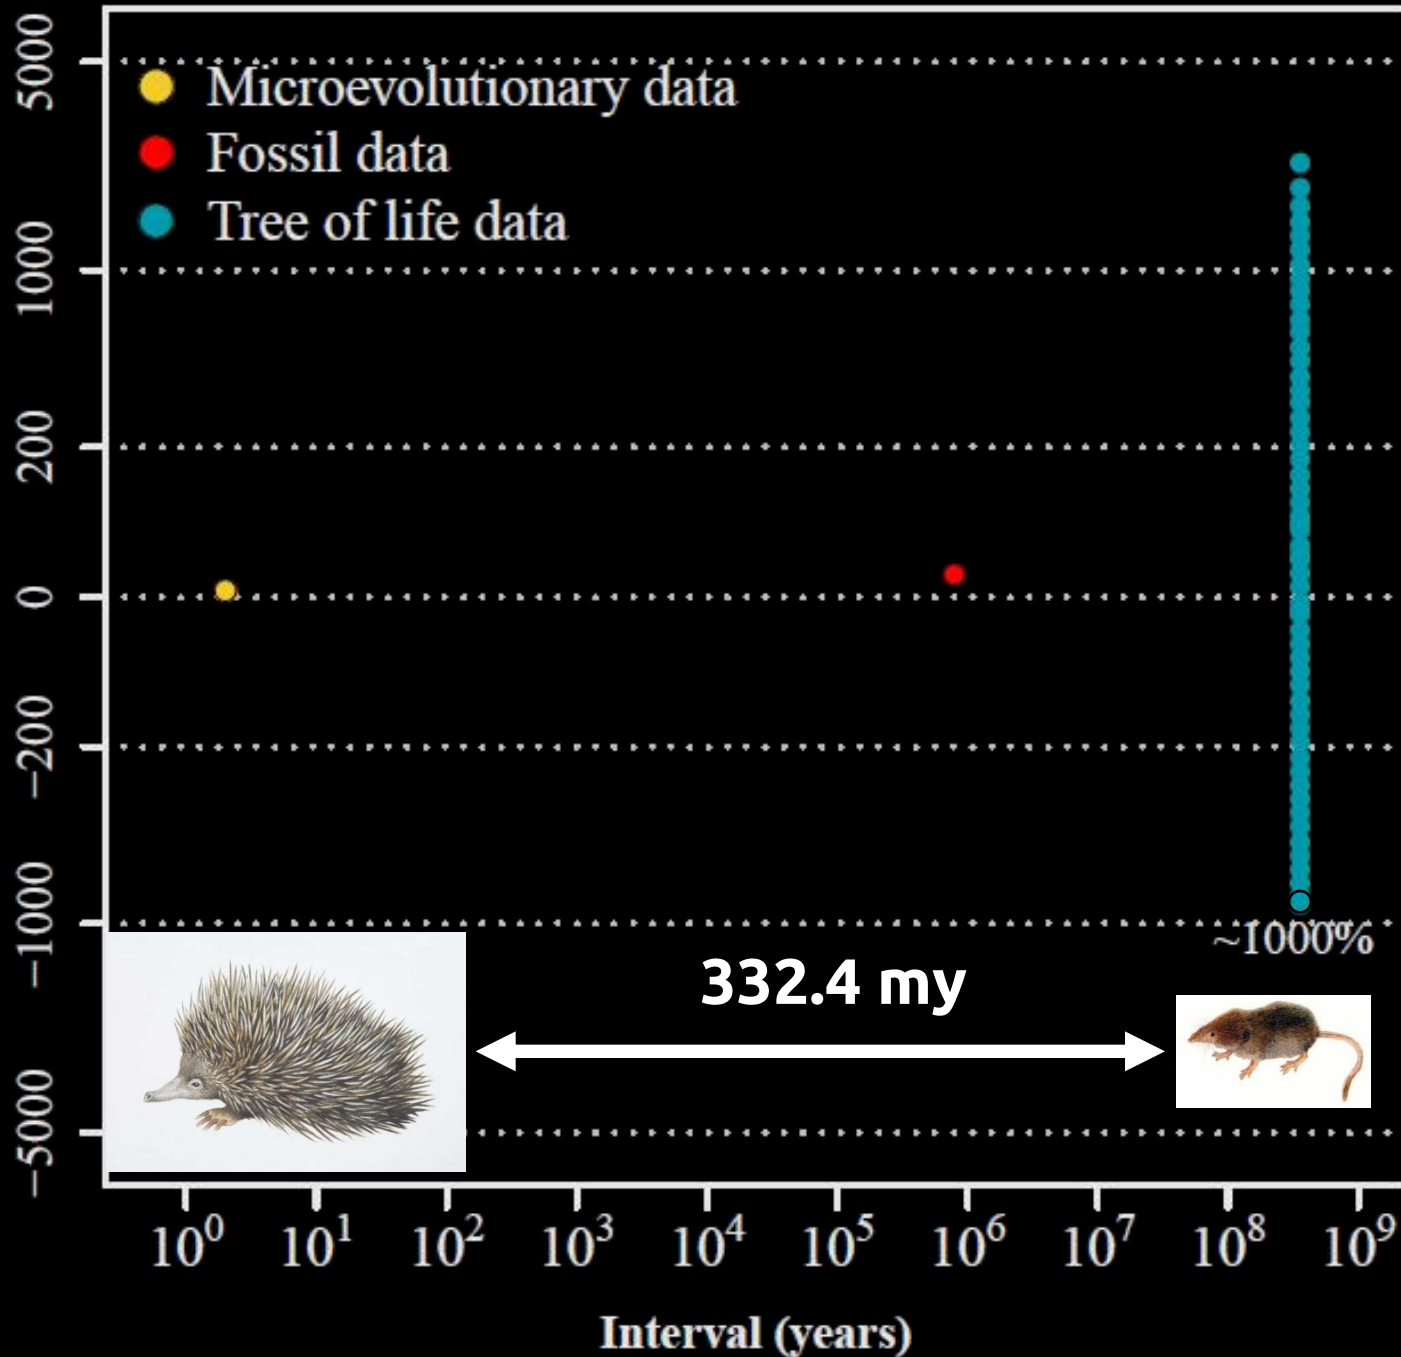 5000
1000
200
0
−200
−1000
−5000
Microevolutionary data
Fossil data
Tree of life data
~1000%
332.4 my
10⁰ 10¹ 10² 10³ 10⁴ 10⁵ 10⁶ 10⁷ 10⁸ 10⁹
Interval (years)